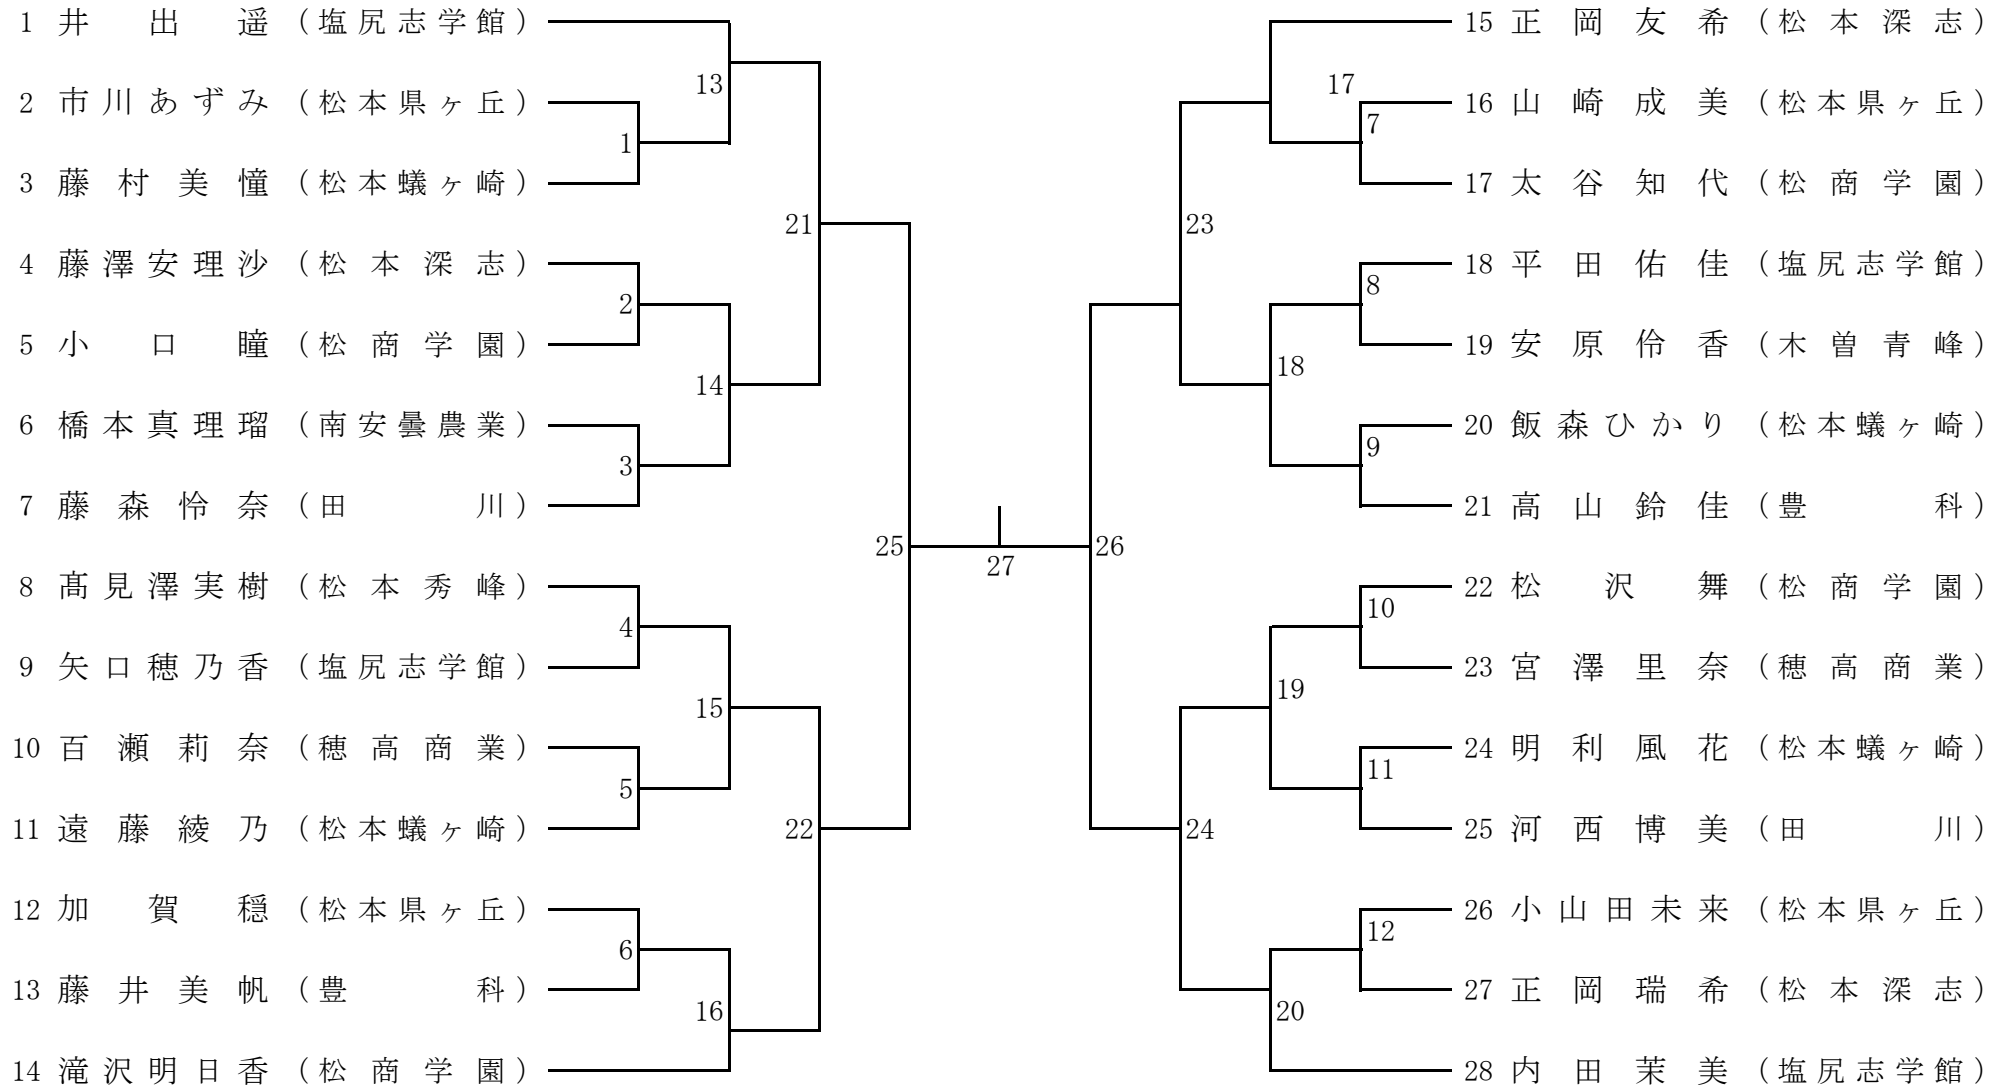 1 井出遥（塩尻志学館）
2 市川あずみ（松本県ヶ丘）
3 藤村美憧（松本蟻ヶ崎）
4 藤澤安理沙（松本深志）
5 小口瞳（松商学園）
6 橋本真理瑠（南安曇農業）
7 藤森怜奈（田川）
8 髙見澤実樹（松本秀峰）
9 矢口穂乃香（塩尻志学館）
10 百瀬莉奈（穂高商業）
11 遠藤綾乃（松本蟻ヶ崎）
12 加賀穏（松本県ヶ丘）
13 藤井美帆（豊科）
14 滝沢明日香（松商学園）
1
2
3
4
5
6
13
14
15
16
21
22
25
27
26
23
24
17
18
19
20
7
8
9
10
11
12
15 正岡友希（松本深志）
16 山崎成美（松本県ヶ丘）
17 太谷知代（松商学園）
18 平田佑佳（塩尻志学館）
19 安原伶香（木曽青峰）
20 飯森ひかり（松本蟻ヶ崎）
21 高山鈴佳（豊科）
22 松沢舞（松商学園）
23 宮澤里奈（穂高商業）
24 明利風花（松本蟻ヶ崎）
25 河西博美（田川）
26 小山田未来（松本県ヶ丘）
27 正岡瑞希（松本深志）
28 内田茉美（塩尻志学館）